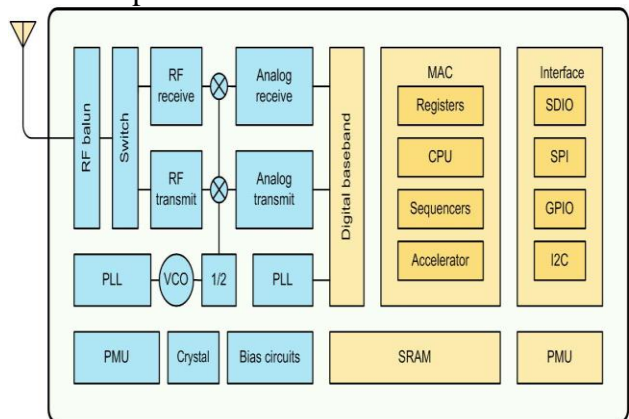 RF balun
Switch
RF
receive
Analog
receive
RF
transmit
Analog
transmit
PLL
VCO
1/2
PLL
Digital baseband
MAC
Registers
CPU
Sequencers
Accelerator
Interface
SDIO
SPI
GPIO
I2C
PMU
Crystal
Bias circuits
SRAM
PMU